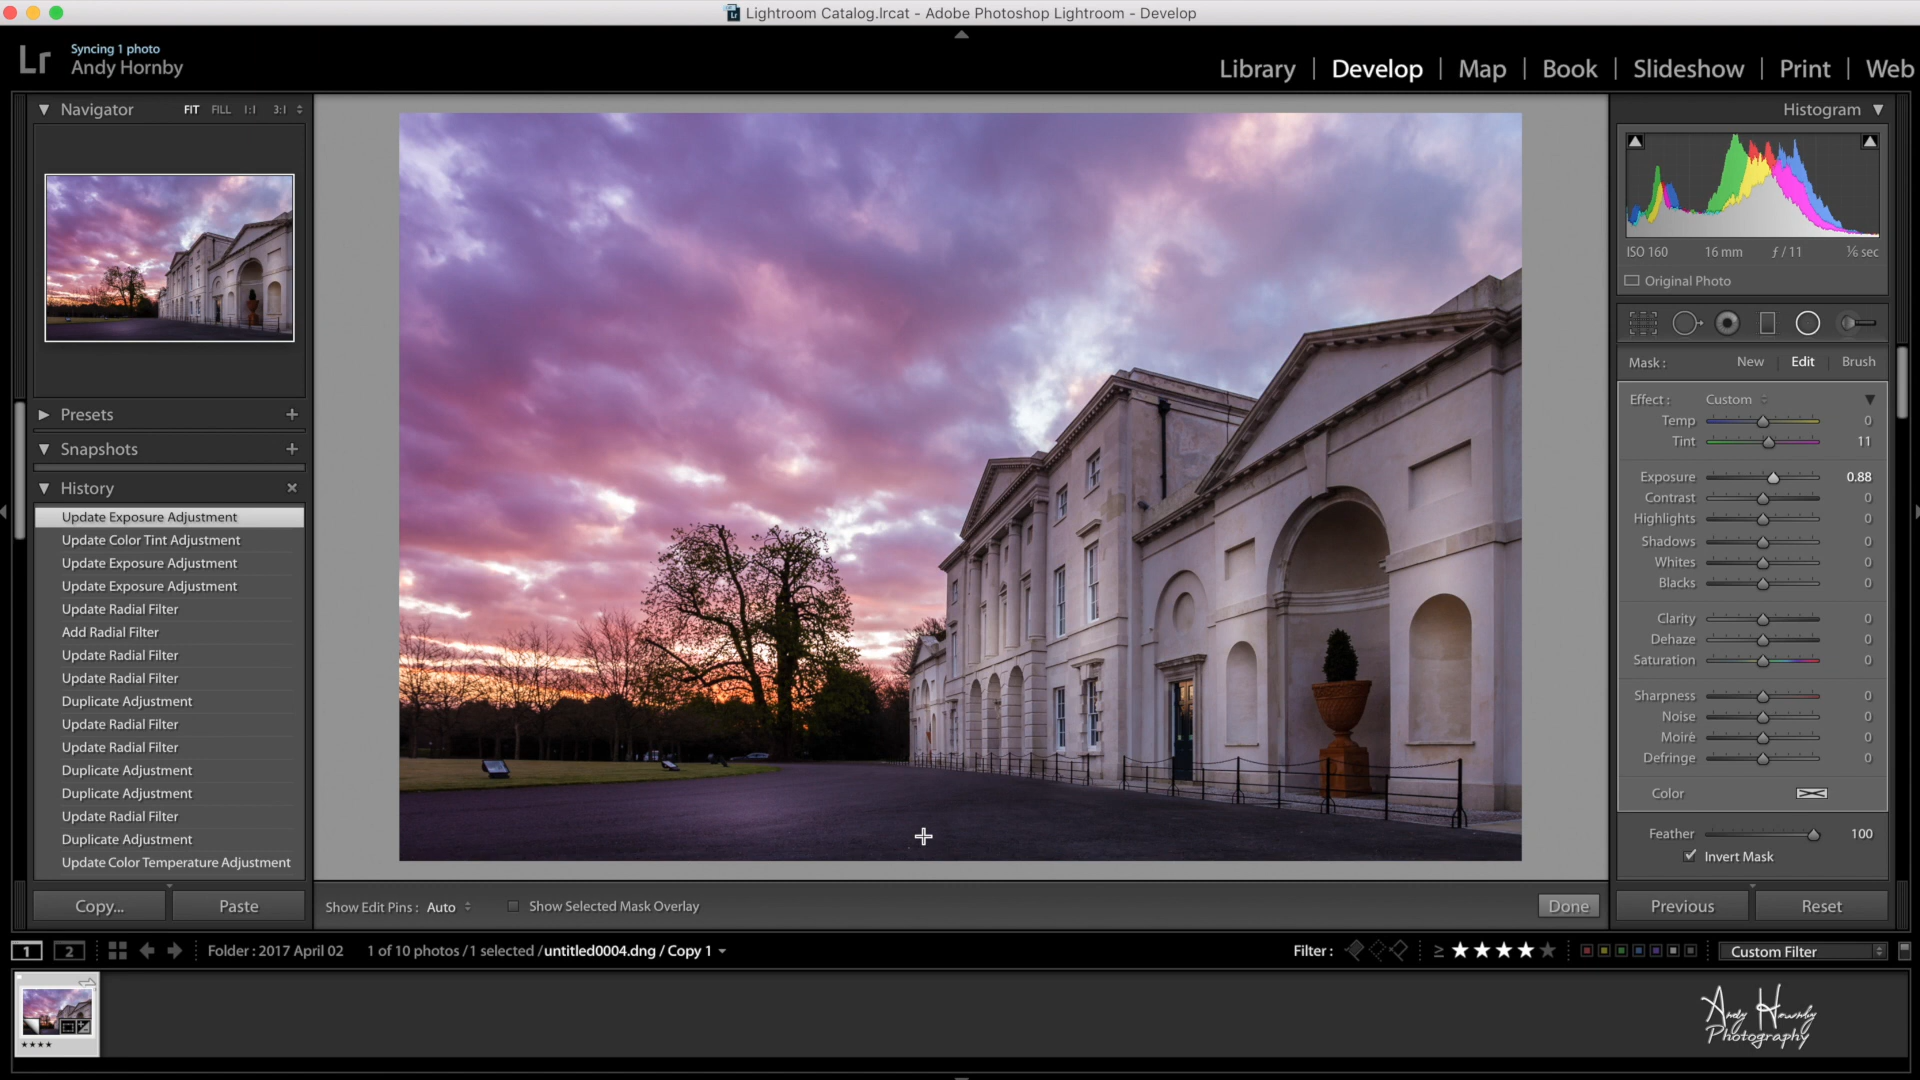 Lightroom Catalog.lrcat - Adobe Photoshop Lightroom - Develop
Lr
Syncing 1 photo
Andy Hornby
Library | Develop | Map | Book | Slideshow | Print | Web
Navigator FIT FILL 1:1 3:1
Presets +
Snapshots +
History ×
Update Exposure Adjustment
Update Color Tint Adjustment
Update Exposure Adjustment
Update Exposure Adjustment
Update Radial Filter
Add Radial Filter
Update Radial Filter
Update Radial Filter
Duplicate Adjustment
Update Radial Filter
Update Radial Filter
Duplicate Adjustment
Duplicate Adjustment
Update Radial Filter
Duplicate Adjustment
Update Color Temperature Adjustment
Copy... Paste
Show Edit Pins : Auto Show Selected Mask Overlay Done
Histogram
ISO 160 16 mm f / 11 ⅙ sec
Original Photo
Mask : New Edit Brush
Effect : Custom
Temp 0
Tint 11
Exposure 0.88
Contrast 0
Highlights 0
Shadows 0
Whites 0
Blacks 0
Clarity 0
Dehaze 0
Saturation 0
Sharpness 0
Noise 0
Moiré 0
Defringe 0
Color
Feather 100
Invert Mask
Previous Reset
1 2 Folder : 2017 April 02 1 of 10 photos / 1 selected / untitled0004.dng / Copy 1 Filter : ≥ ★★★★★ Custom Filter
★★★★
Andy Hornby
Photography